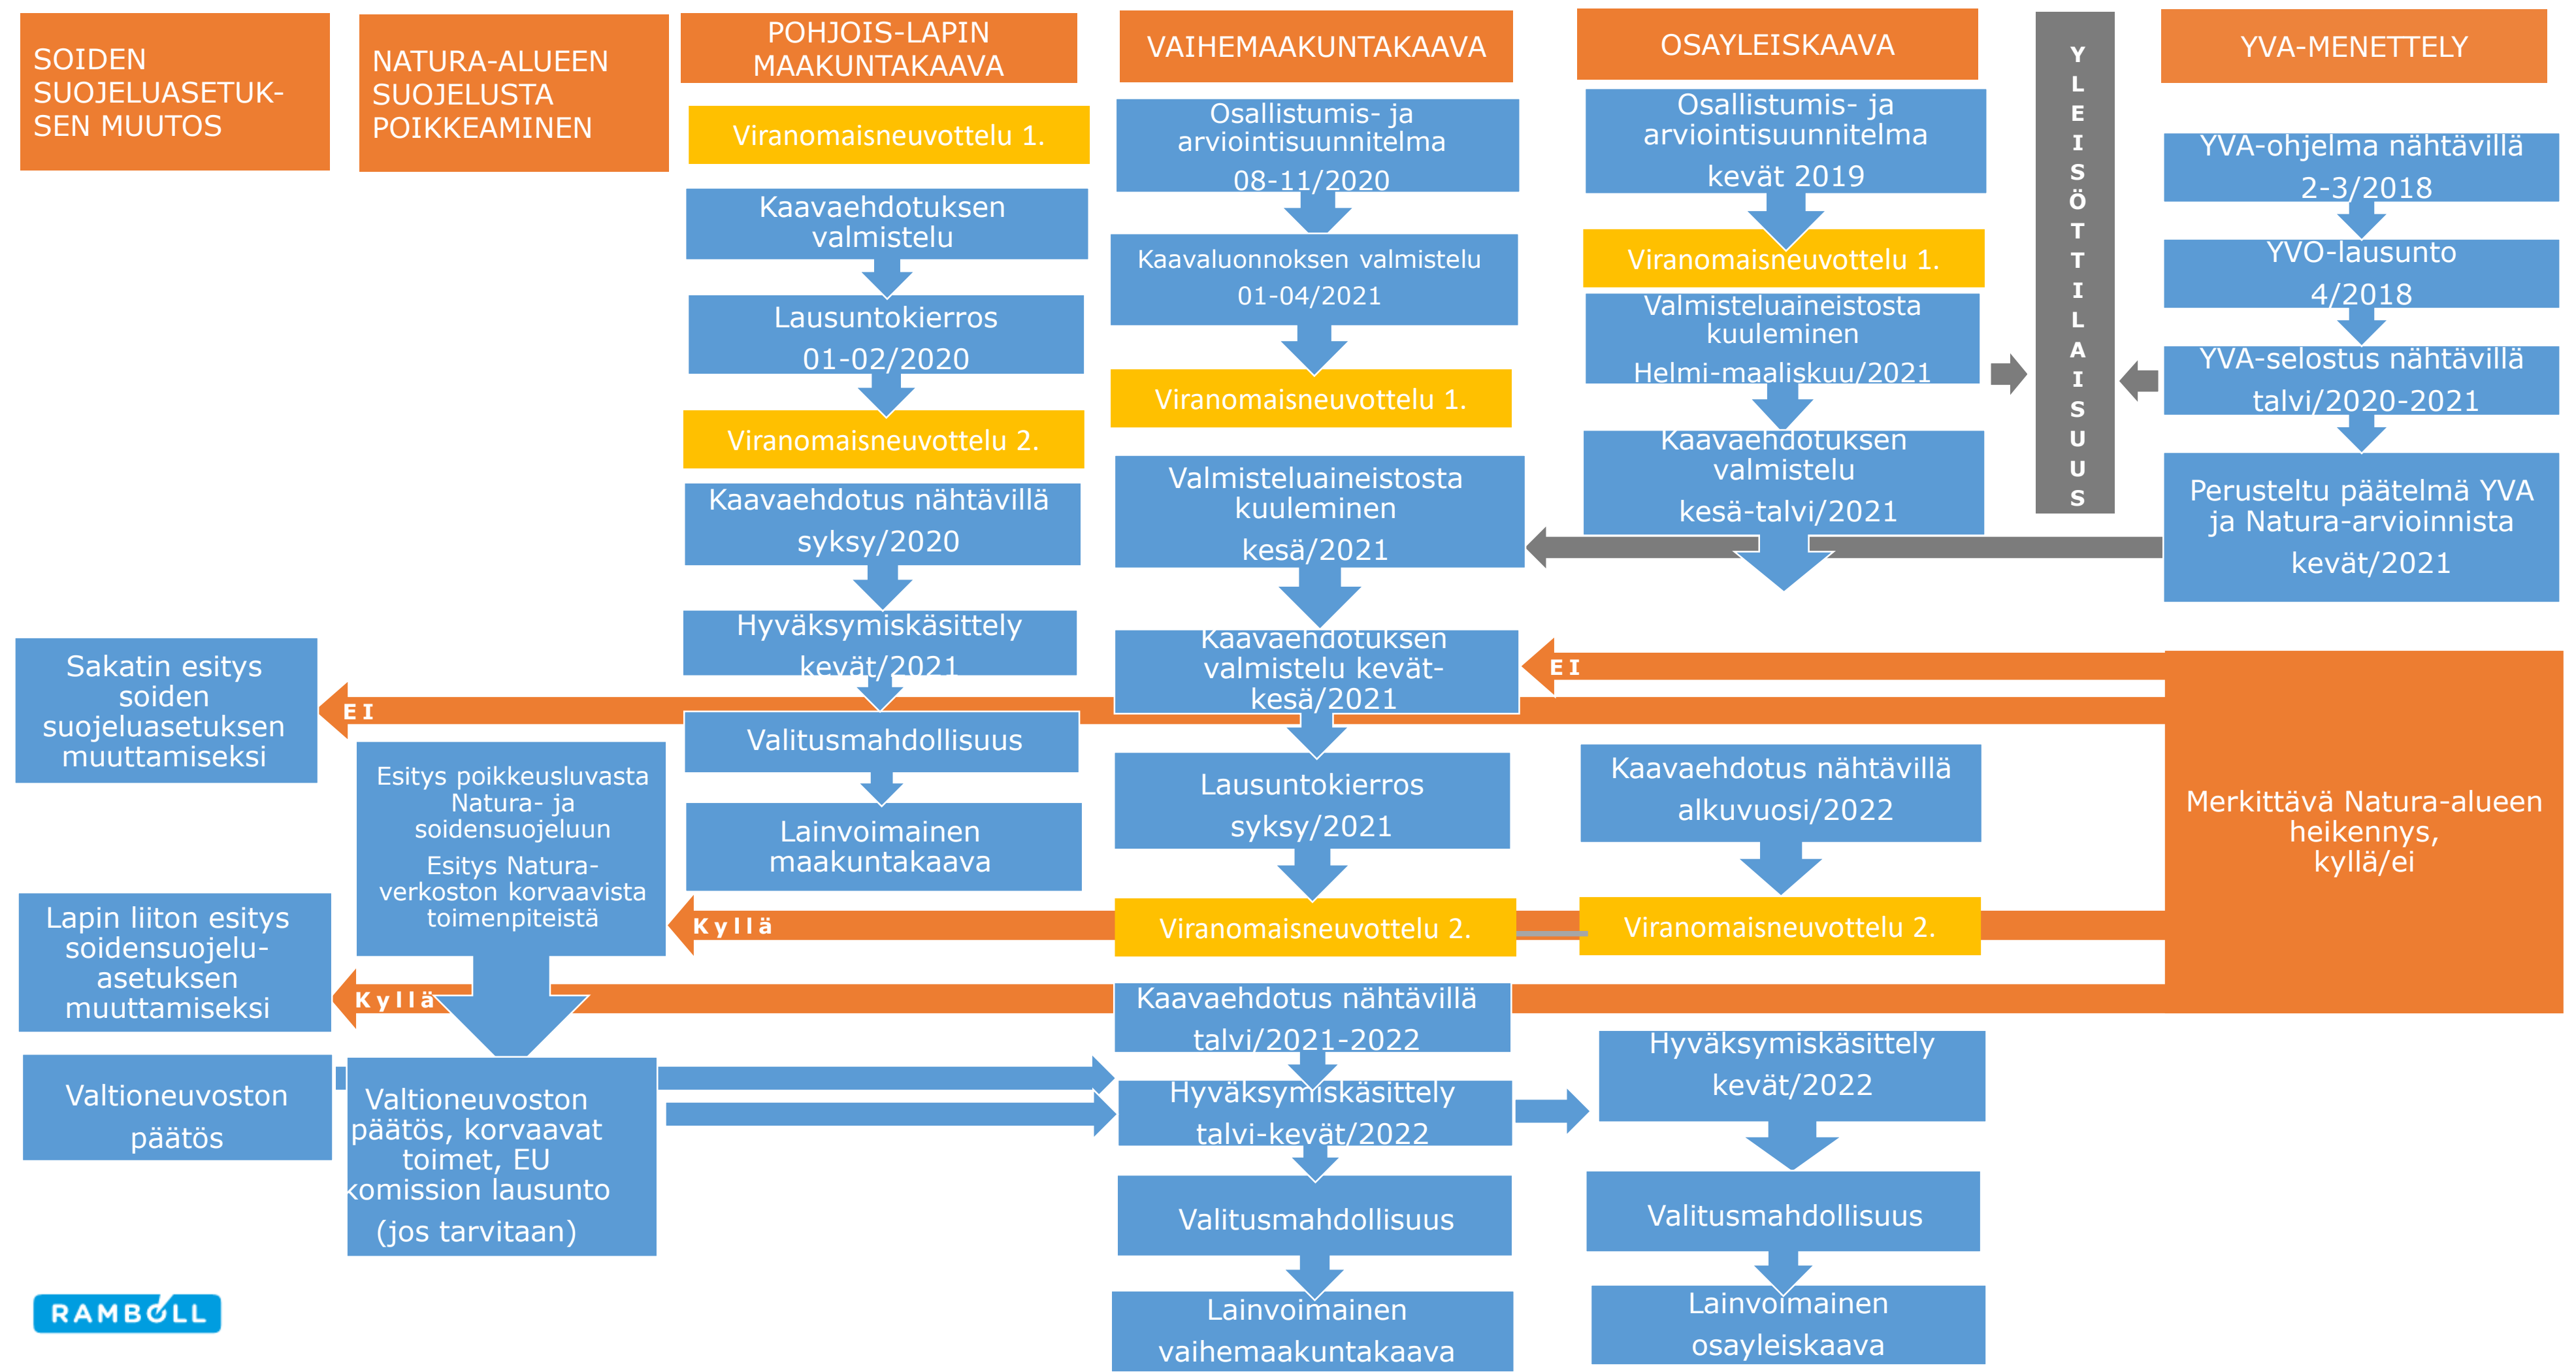 SOIDEN
SUOJELUASETUK-
SEN MUUTOS
Sakatin esitys
soiden
suojeluasetuksen
muuttamiseksi
Lapin liiton esitys
soidensuojelu-
asetuksen
muuttamiseksi
Valtioneuvoston
päätös
NATURA-ALUEEN
SUOJELUSTA
POIKKEAMINEN
Esitys poikkeusluvasta
Natura- ja
soidensuojeluun
Esitys Natura-
verkoston korvaavista
toimenpiteistä
Valtioneuvoston
päätös, korvaavat
toimet, EU
komission lausunto
(jos tarvitaan)
POHJOIS-LAPIN
MAAKUNTAKAAVA
Viranomaisneuvottelu 1.
Kaavaehdotuksen
valmistelu
Lausuntokierros
01-02/2020
Viranomaisneuvottelu 2.
Kaavaehdotus nähtävillä
syksy/2020
Hyväksymiskäsittely
kevät/2021
Valitusmahdollisuus
Lainvoimainen
maakuntakaava
VAIHEMAAKUNTAKAAVA
Osallistumis- ja
arviointisuunnitelma
08-11/2020
Kaavaluonnoksen valmistelu
01-04/2021
Viranomaisneuvottelu 1.
Valmisteluaineistosta
kuuleminen
kesä/2021
Kaavaehdotuksen
valmistelu kevät-
kesä/2021
Lausuntokierros
syksy/2021
Viranomaisneuvottelu 2.
Kaavaehdotus nähtävillä
talvi/2021-2022
Hyväksymiskäsittely
talvi-kevät/2022
Valitusmahdollisuus
Lainvoimainen
vaihemaakuntakaava
OSAYLEISKAAVA
Osallistumis- ja
arviointisuunnitelma
kevät 2019
Viranomaisneuvottelu 1.
Valmisteluaineistosta
kuuleminen
Helmi-maaliskuu/2021
Kaavaehdotuksen
valmistelu
kesä-talvi/2021
Kaavaehdotus nähtävillä
alkuvuosi/2022
Viranomaisneuvottelu 2.
Hyväksymiskäsittely
kevät/2022
Valitusmahdollisuus
Lainvoimainen
osayleiskaava
YLEISÖTTILAISUUS
YVA-MENETTELY
YVA-ohjelma nähtävillä
2-3/2018
YVO-lausunto
4/2018
YVA-selostus nähtävillä
talvi/2020-2021
Perusteltu päätelmä YVA
ja Natura-arvioinnista
kevät/2021
Merkittävä Natura-alueen
heikennys,
kyllä/ei
EI
EI
Kyllä
Kyllä
RAMBOLL